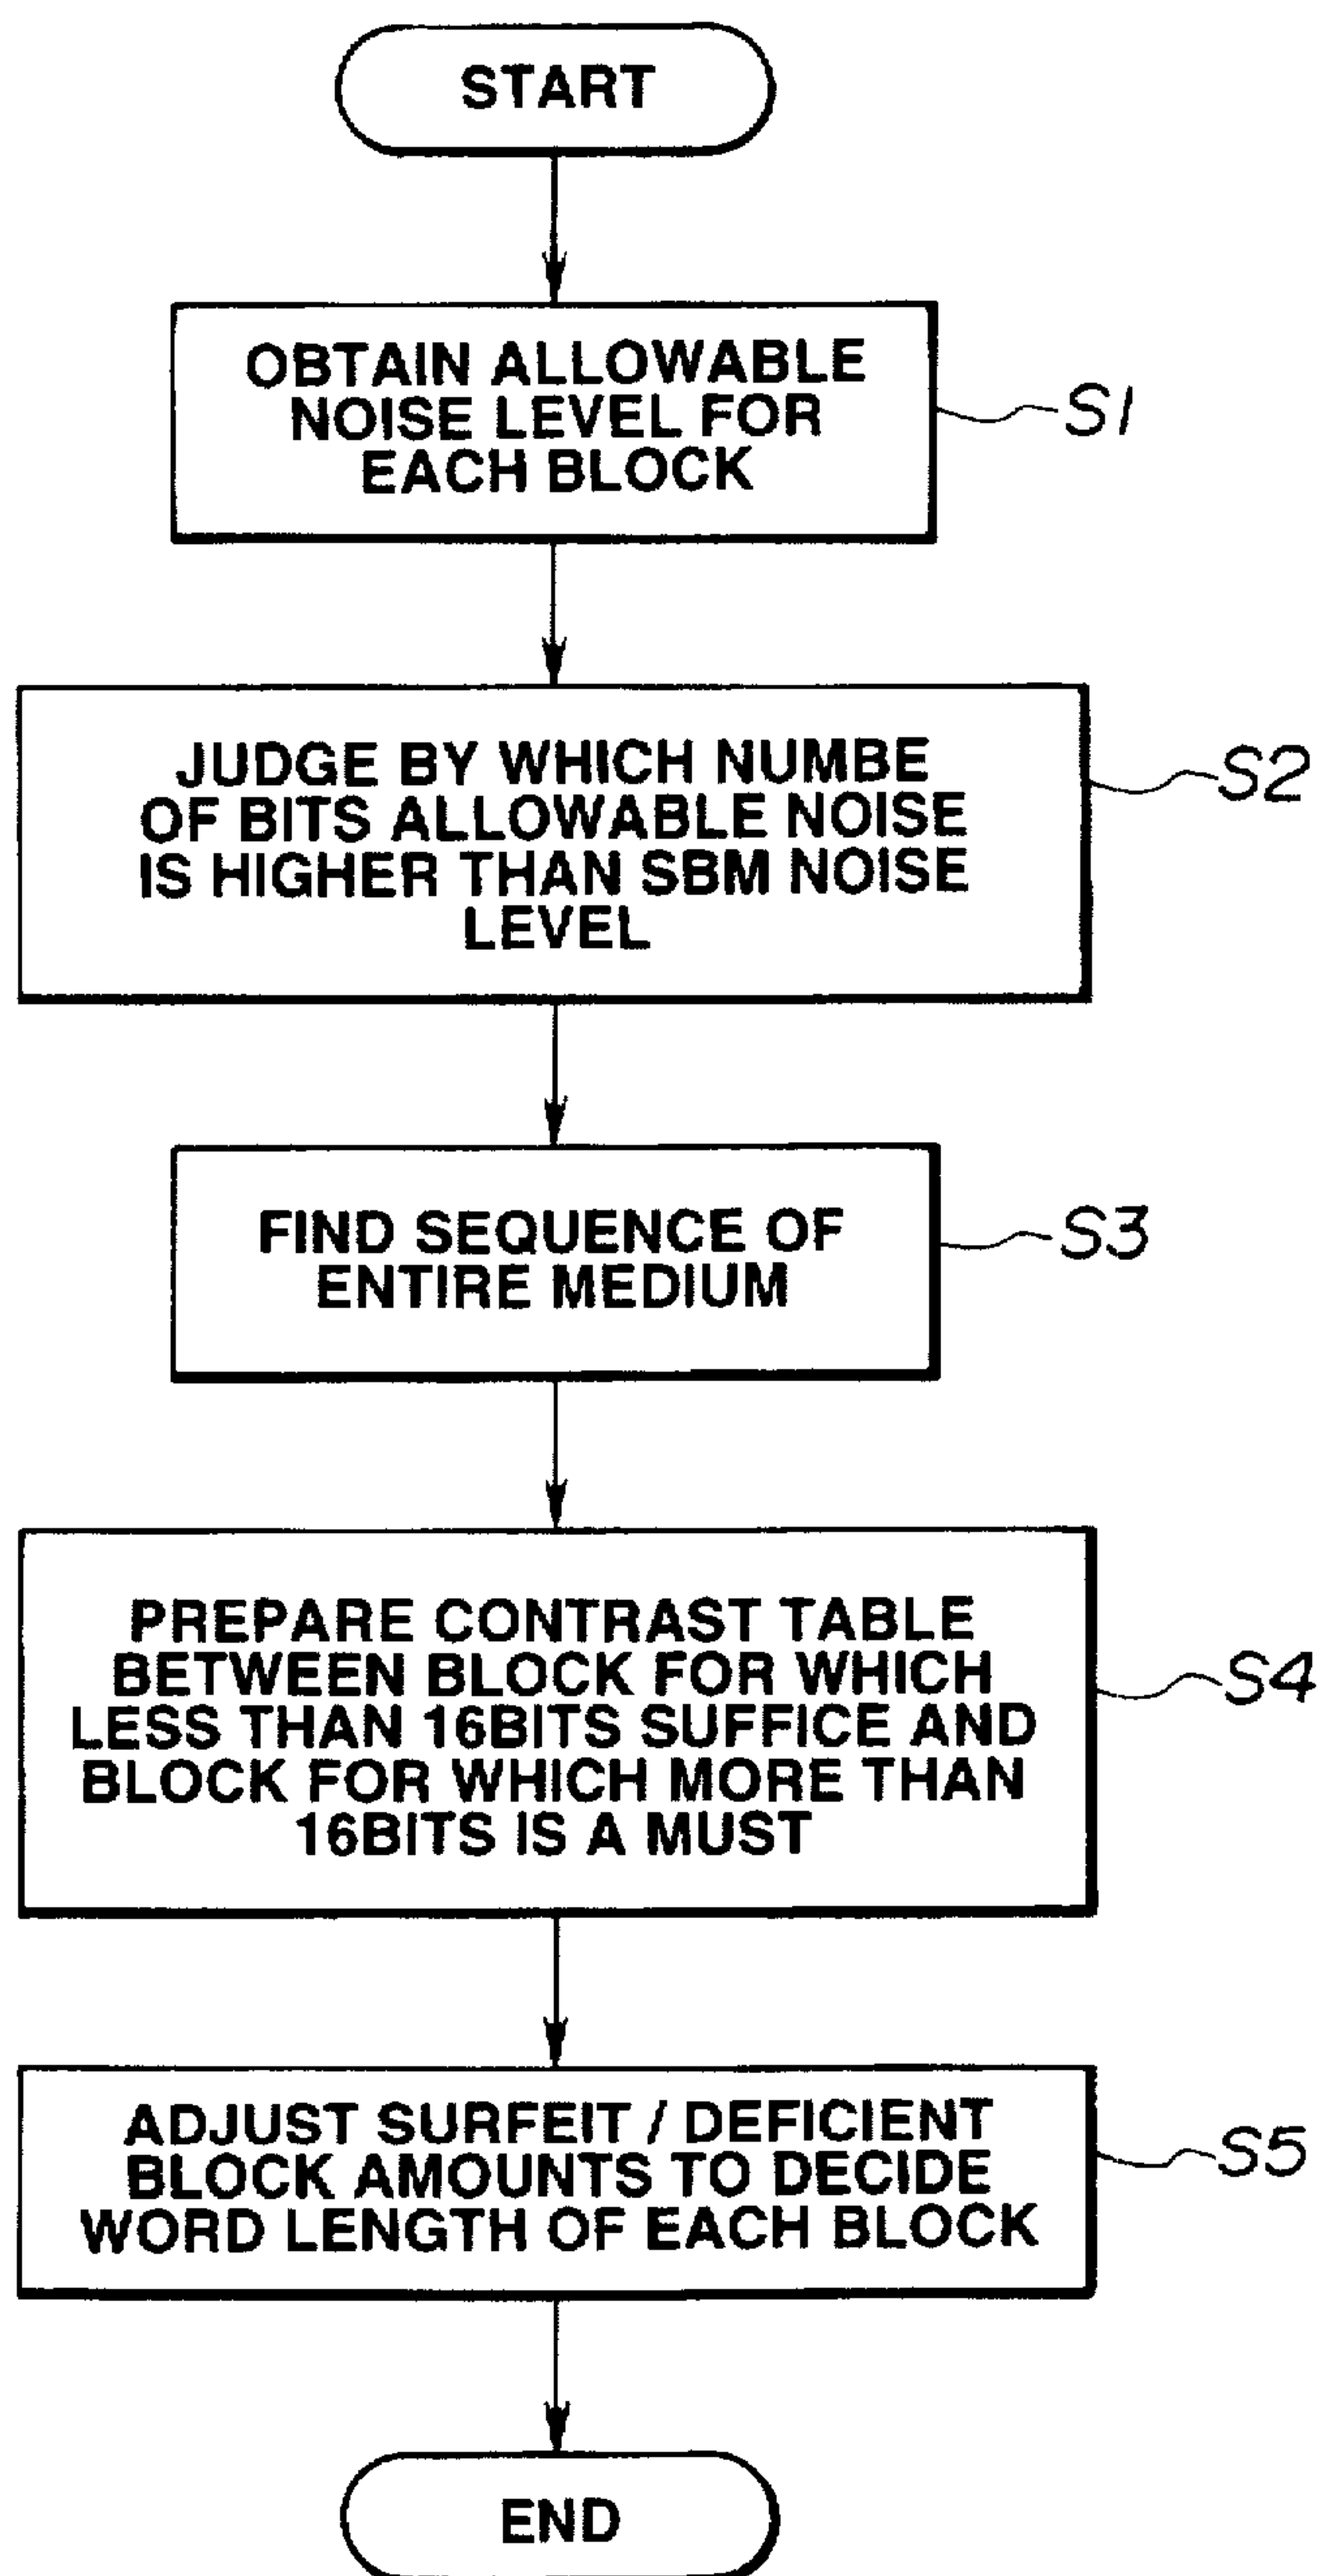 START
OBTAIN ALLOWABLE
NOISE LEVEL FOR
EACH BLOCK
S1
JUDGE BY WHICH NUMBE
OF BITS ALLOWABLE NOISE
IS HIGHER THAN SBM NOISE
LEVEL
S2
FIND SEQUENCE OF
ENTIRE MEDIUM
S3
PREPARE CONTRAST TABLE
BETWEEN BLOCK FOR WHICH
LESS THAN 16BITS SUFFICE AND
BLOCK FOR WHICH MORE THAN
16BITS IS A MUST
S4
ADJUST SURFEIT / DEFICIENT
BLOCK AMOUNTS TO DECIDE
WORD LENGTH OF EACH BLOCK
S5
END